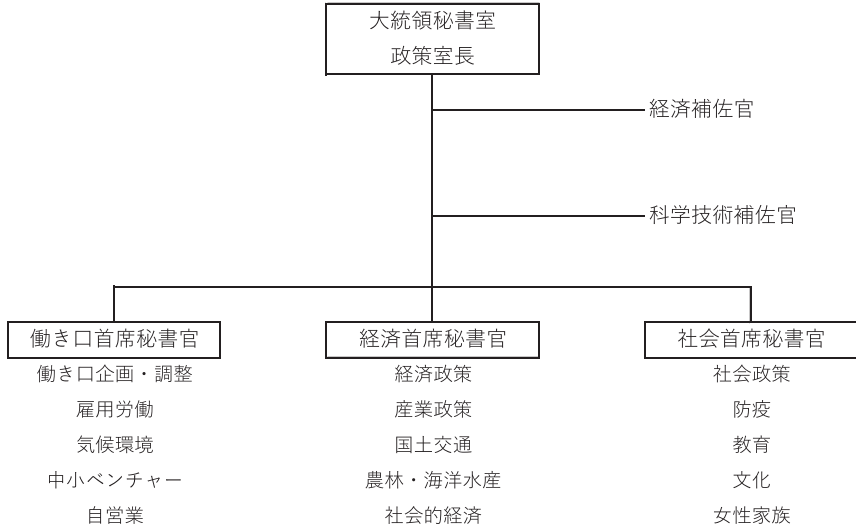 大統領秘書室
政策室長
経済補佐官
科学技術補佐官
働き口首席秘書官
働き口企画・調整
雇用労働
気候環境
中小ベンチャー
自営業
経済首席秘書官
経済政策
産業政策
国土交通
農林・海洋水産
社会的経済
社会首席秘書官
社会政策
防疫
教育
文化
女性家族